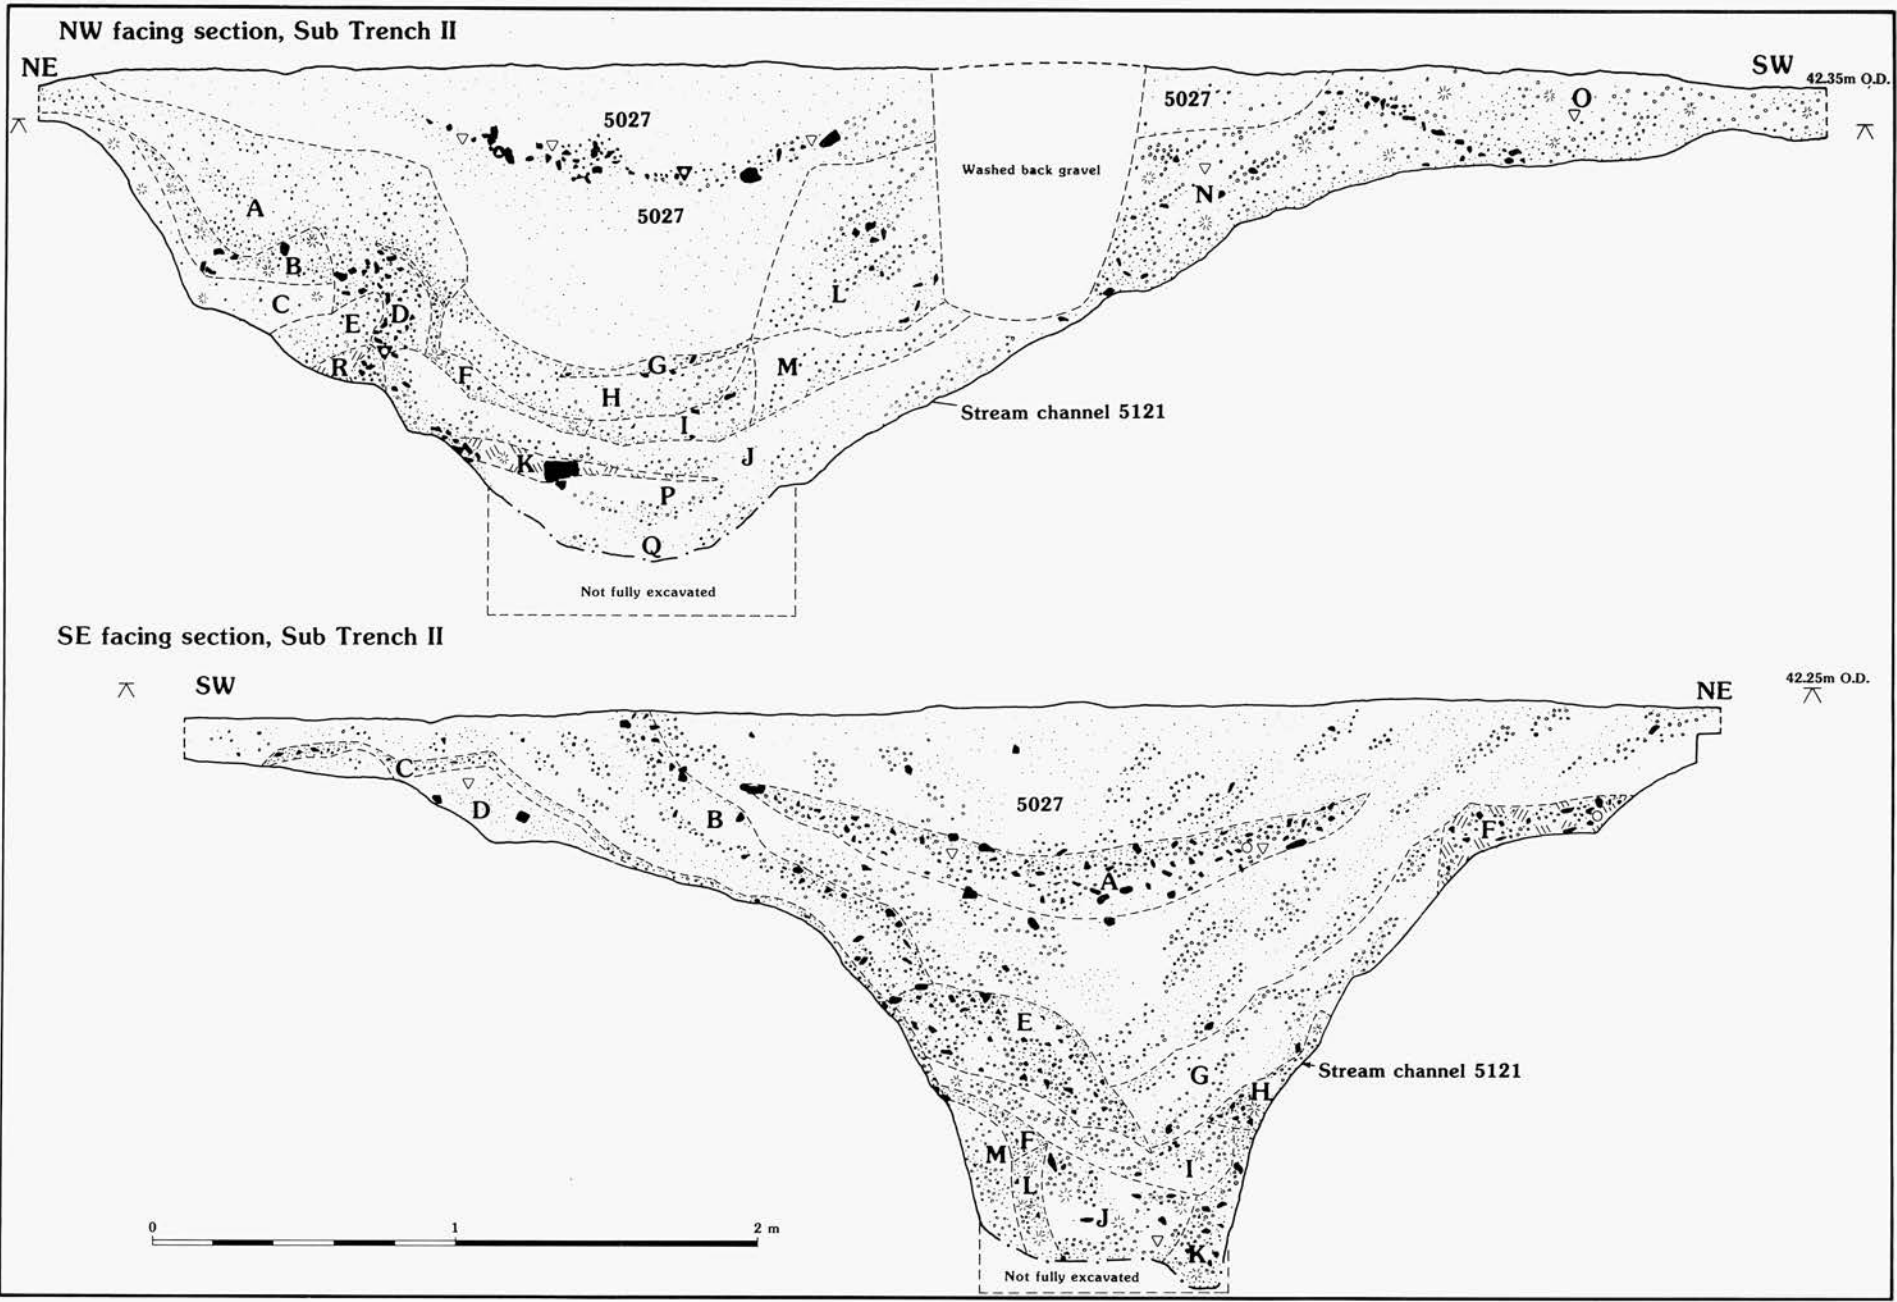 NW facing section, Sub Trench II
NE
SW
42.35m O.D.
5027
5027
O
5027
Washed back gravel
N
A
B
C
L
E
D
R
F
G
M
H
Stream channel 5121
I
J
K
P
Q
Not fully excavated
SE facing section, Sub Trench II
SW
NE
42.25m O.D.
C
D
B
5027
F
A
E
Stream channel 5121
G
H
F
M
I
L
J
K
Not fully excavated
0 1 2 m